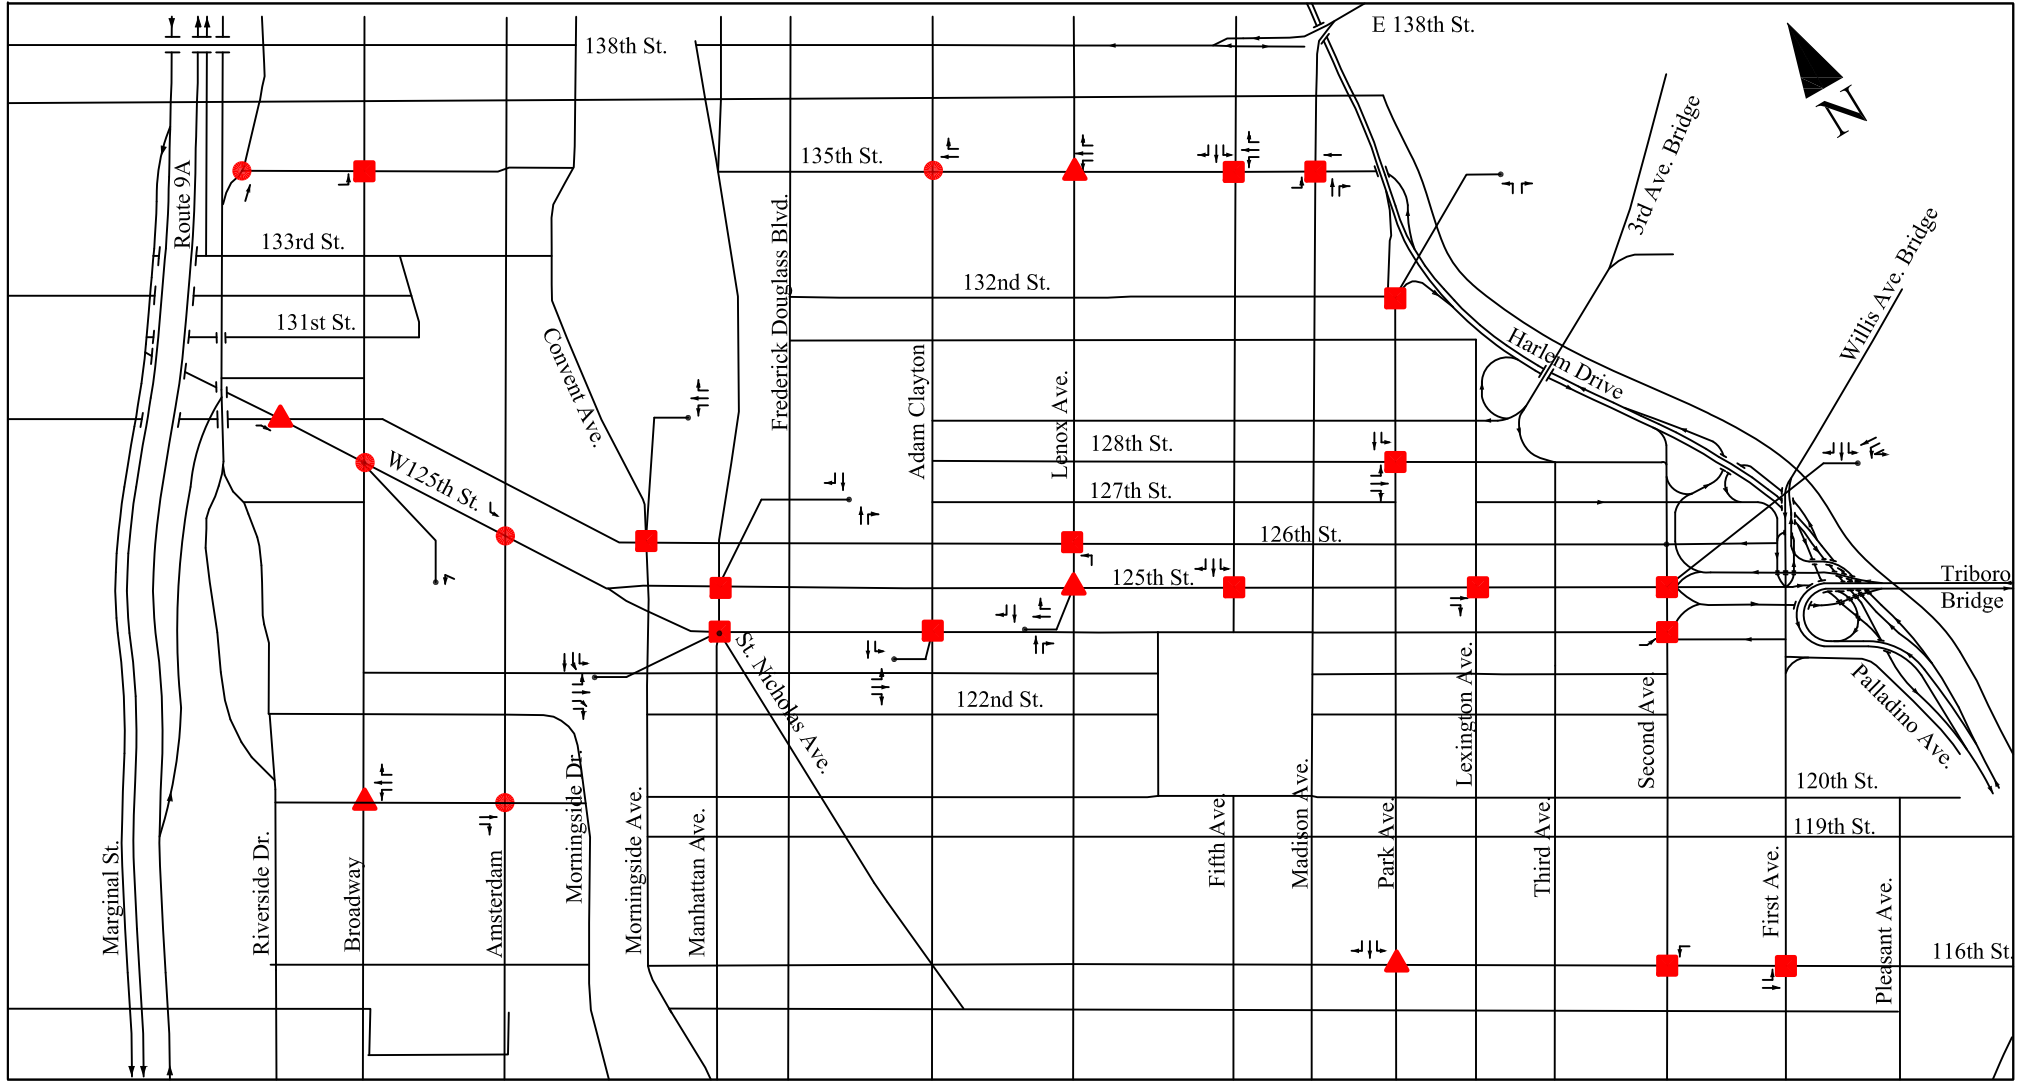 E 138th St.
138th St.
N
3rd Ave. Bridge
135th St.
Route 9A
133rd St.
Frederick Douglass Blvd.
132nd St.
Willis Ave. Bridge
131st St.
Convent Ave.
Harlem Drive
Adam Clayton
Lenox Ave.
128th St.
W125th St.
127th St.
126th St.
125th St.
Triboro
Bridge
St. Nicholas Ave.
122nd St.
Lexington Ave.
Second Ave.
Palladino Ave.
120th St.
Morningside Dr.
Morningside Ave.
Manhattan Ave.
Fifth Ave.
Madison Ave.
Park Ave.
Third Ave.
119th St.
Marginal St.
Riverside Dr.
Broadway
Amsterdam
First Ave.
Pleasant Ave.
116th St.